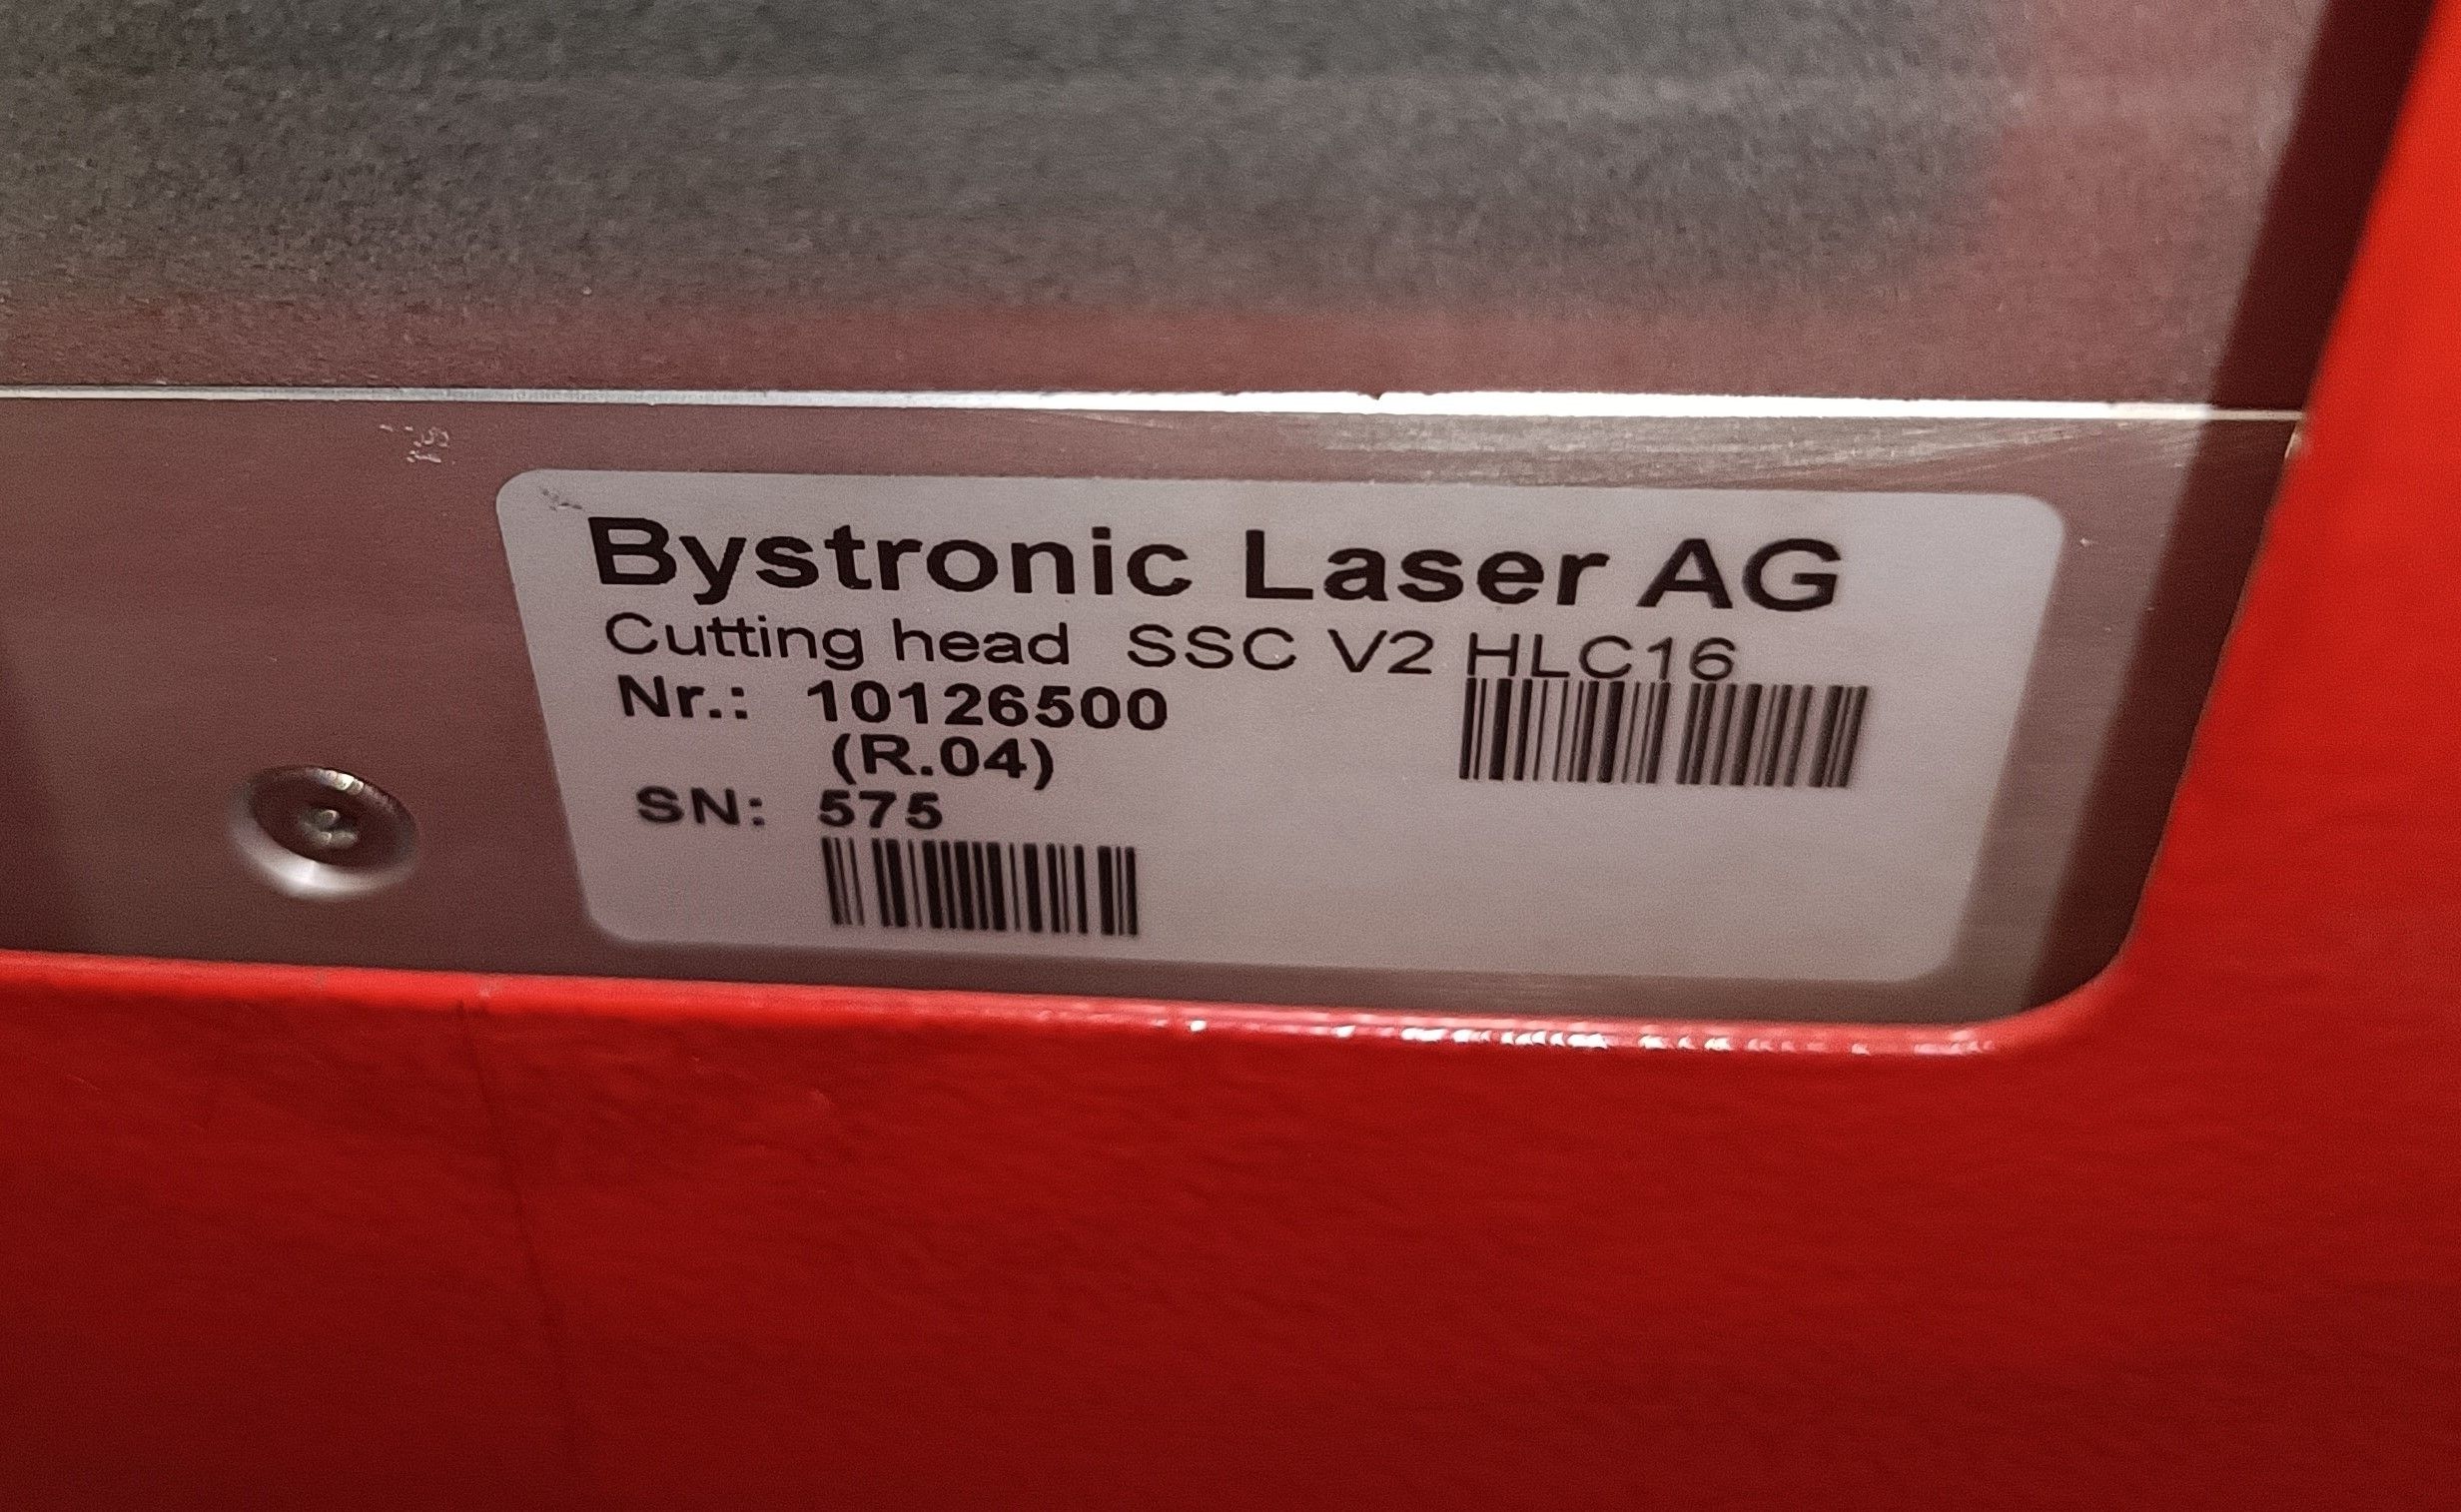 Bystronic Laser AG
Cutting head SSC V2 HLC16
Nr.: 10126500
(R.04)
SN: 575